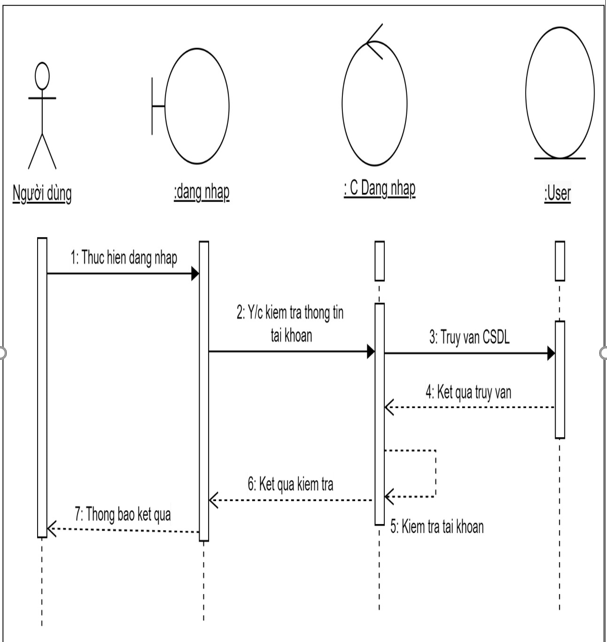 Người dùng
:dang nhap
: C Dang nhap
:User
1: Thuc hien dang nhap
2: Y/c kiem tra thong tin
tai khoan
3: Truy van CSDL
4: Ket qua truy van
6: Ket qua kiem tra
7: Thong bao ket qua
5: Kiem tra tai khoan